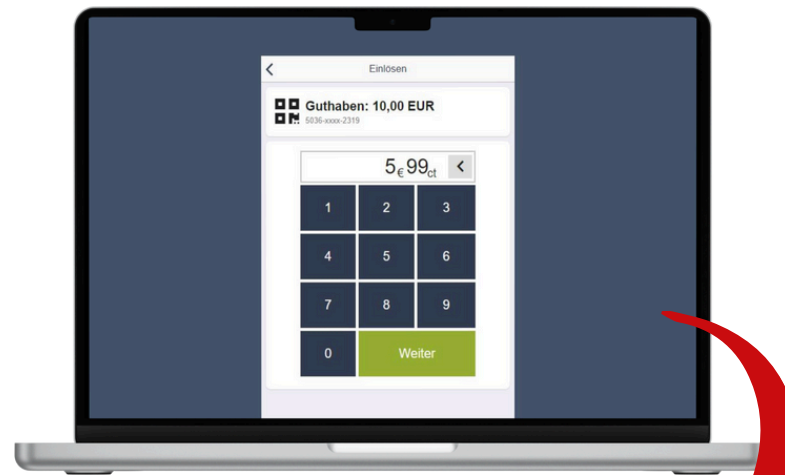 Einlösen
Guthaben: 10,00 EUR
5036-xxxx-2319
5€99ct
1 2 3
4 5 6
7 8 9
0 Weiter